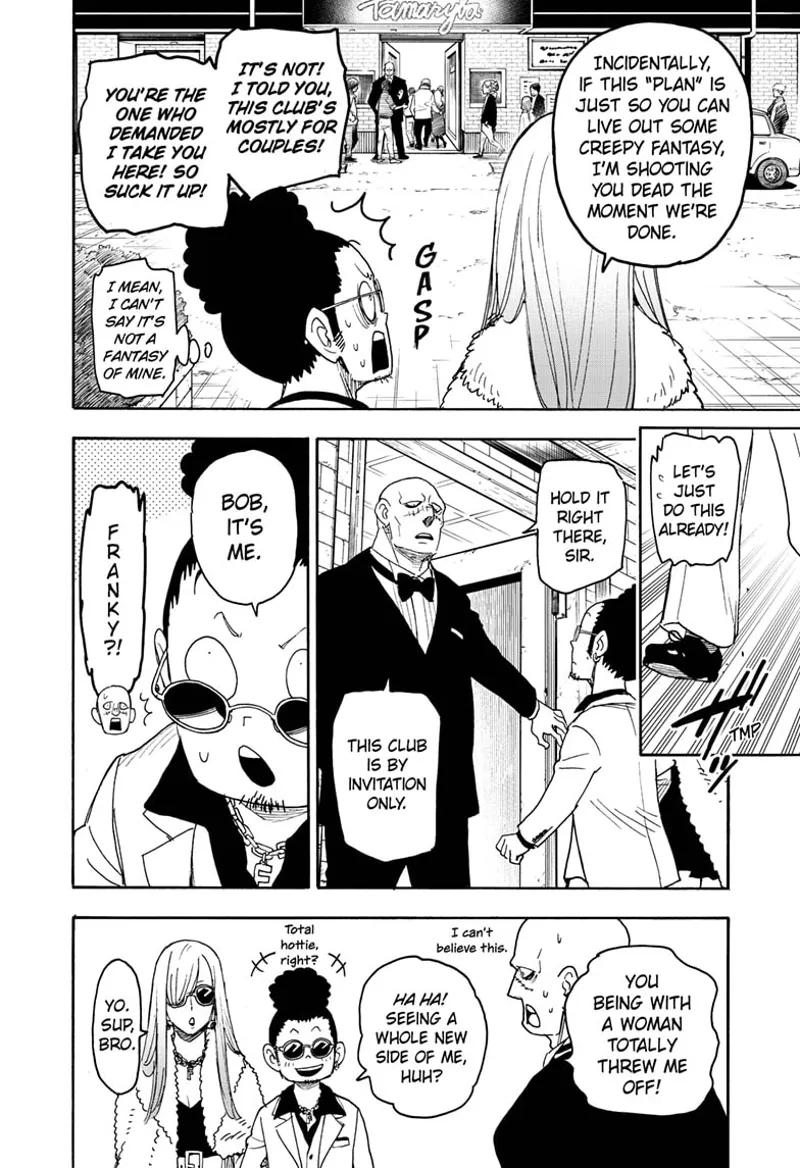 Tamaryba
INCIDENTALLY,
IF THIS "PLAN" IS
JUST SO YOU CAN
LIVE OUT SOME
CREEPY FANTASY,
I'M SHOOTING
YOU DEAD THE
MOMENT WE'RE
DONE.
IT'S NOT!
I TOLD YOU,
THIS CLUB'S
MOSTLY FOR
COUPLES!
YOU'RE THE
ONE WHO
DEMANDED
I TAKE YOU
HERE! SO
SUCK IT UP!
GASP
I MEAN,
I CAN'T
SAY IT'S
NOT A
FANTASY
OF MINE.
LET'S
JUST
DO THIS
ALREADY!
TMP
HOLD IT
RIGHT
THERE,
SIR.
THIS CLUB
IS BY
INVITATION
ONLY.
BOB,
IT'S
ME.
FRANKY?!
F
YOU
BEING WITH
A WOMAN
TOTALLY
THREW ME
OFF!
I can't
believe this.
HA HA!
SEEING A
WHOLE NEW
SIDE OF ME,
HUH?
Total
hottie,
right?
YO.
SUP,
BRO.